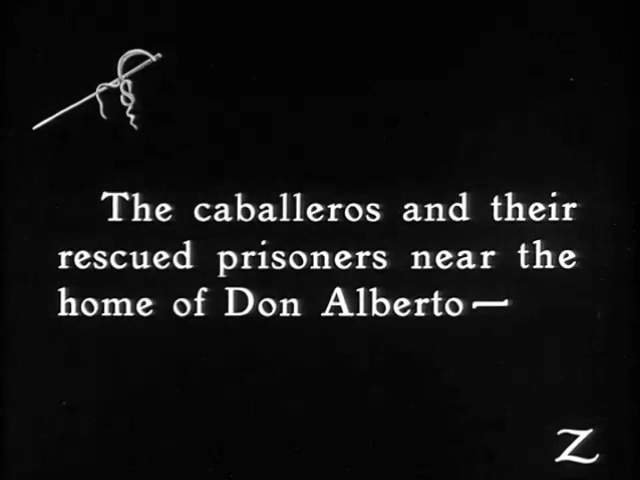 The caballeros and their
rescued prisoners near the
home of Don Alberto—
Z